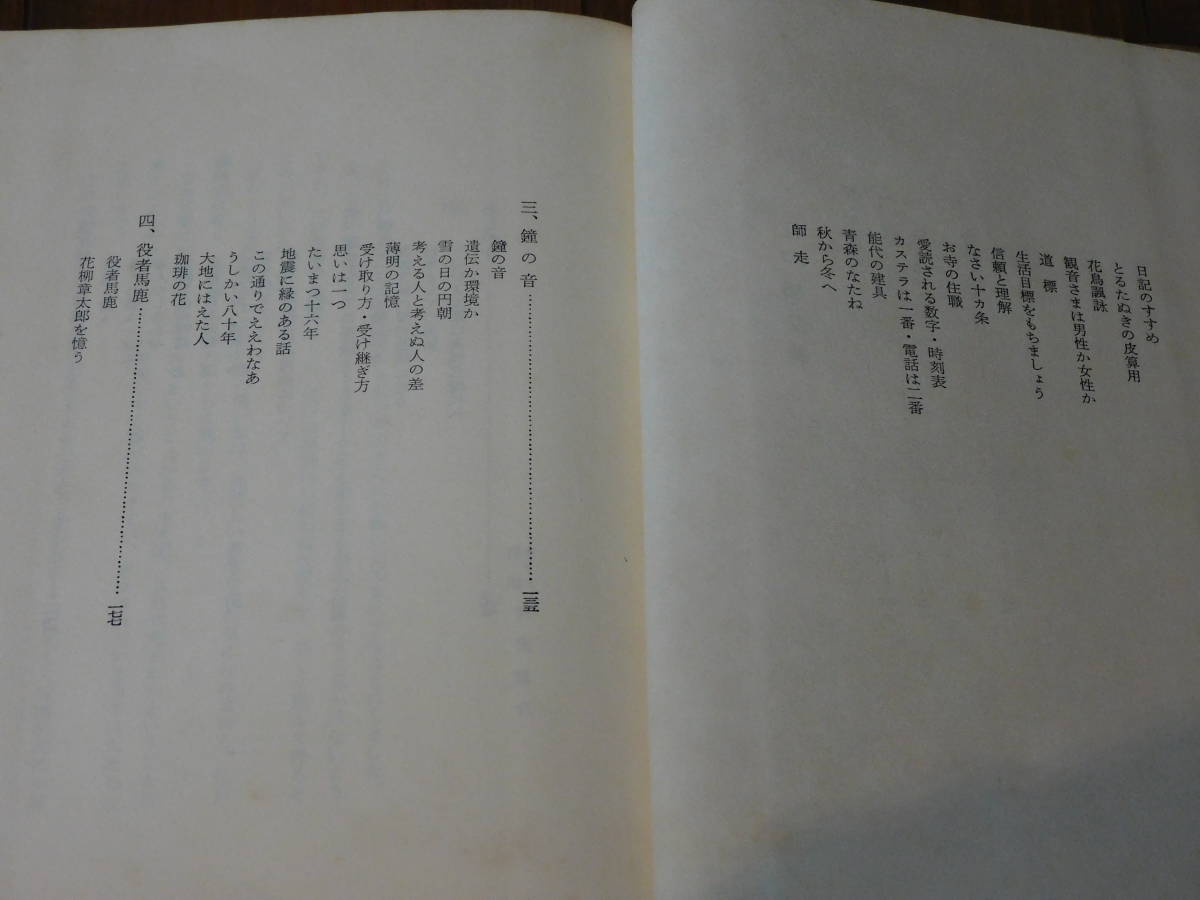 日記のすすめ
とるたぬきの皮算用
花鳥諷詠
観音さまは男性か女性か
道標
生活目標をもちましょう
信頼と理解
なさい十カ条
お寺の住職
愛読される数字・時刻表
カステラは一番・電話は二番
能代の建具
青森のなたね
秋から冬へ
師走
三、鐘の音……………………………一三五
鐘の音
遺伝か環境か
雪の日の円朝
考える人と考えぬ人の差
薄明の記憶
受け取り方・受け継ぎ方
思いは一つ
たいまつ十六年
地震に縁のある話
この通りでええわなあ
うしかい八十年
大地にはえた人
珈琲の花
四、役者馬鹿……………………………一七七
役者馬鹿
花柳章太郎を憶う